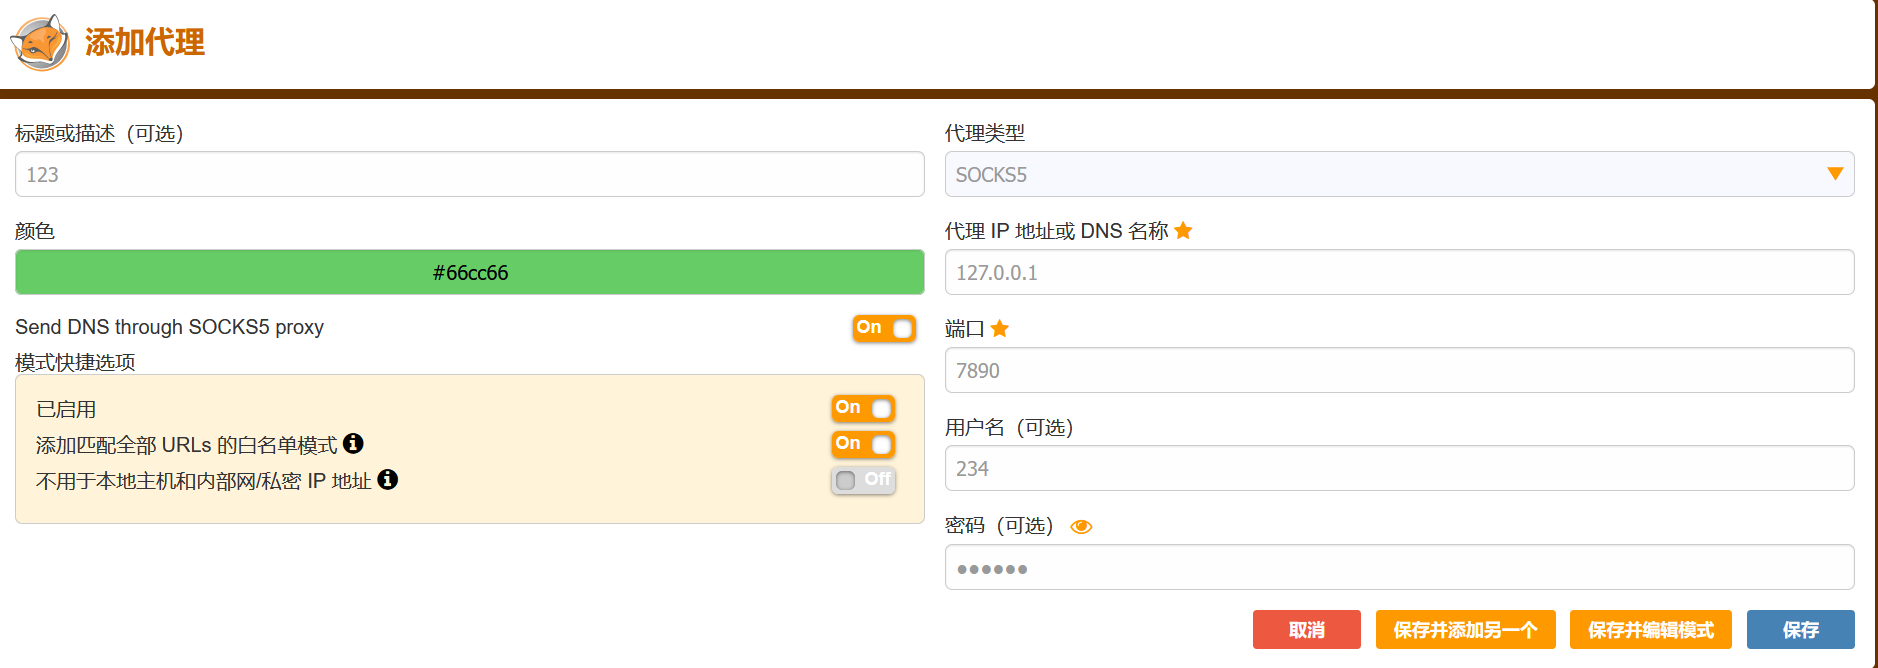 添加代理
标题或描述（可选）
123
颜色
#66cc66
Send DNS through SOCKS5 proxy On
模式快捷选项
已启用 On
添加匹配全部 URLs 的白名单模式 On
不用于本地主机和内部网/私密 IP 地址 Off
代理类型
SOCKS5
代理 IP 地址或 DNS 名称
127.0.0.1
端口
7890
用户名（可选）
234
密码（可选）
●●●●●●
取消 保存并添加另一个 保存并编辑模式 保存